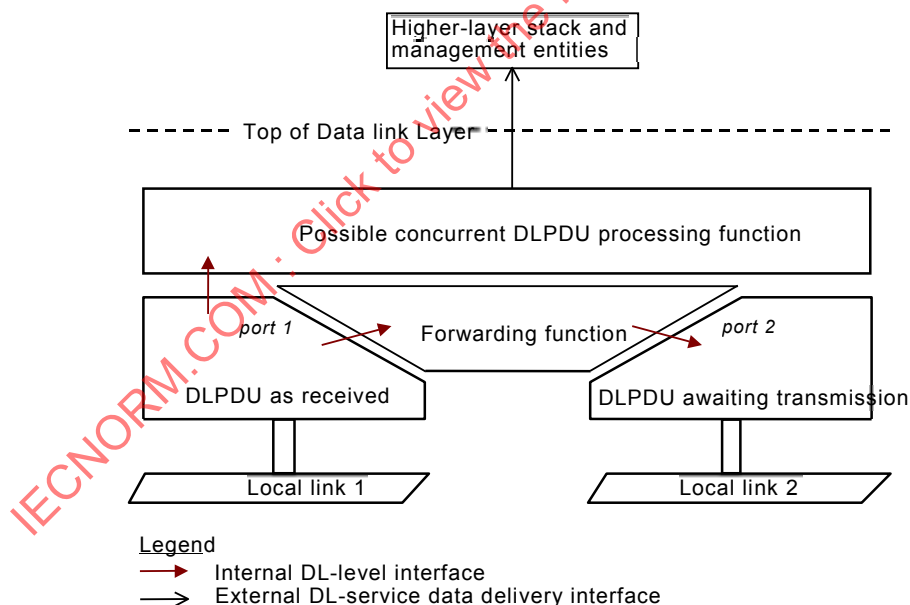 Higher-layer stack and
management entities
Top of Data link Layer
Possible concurrent DLPDU processing function
port 1
Forwarding function
port 2
DLPDU as received
DLPDU awaiting transmission
Local link 1
Local link 2
Legend
Internal DL-level interface
External DL-service data delivery interface
IECNORM.COM : Click to view the